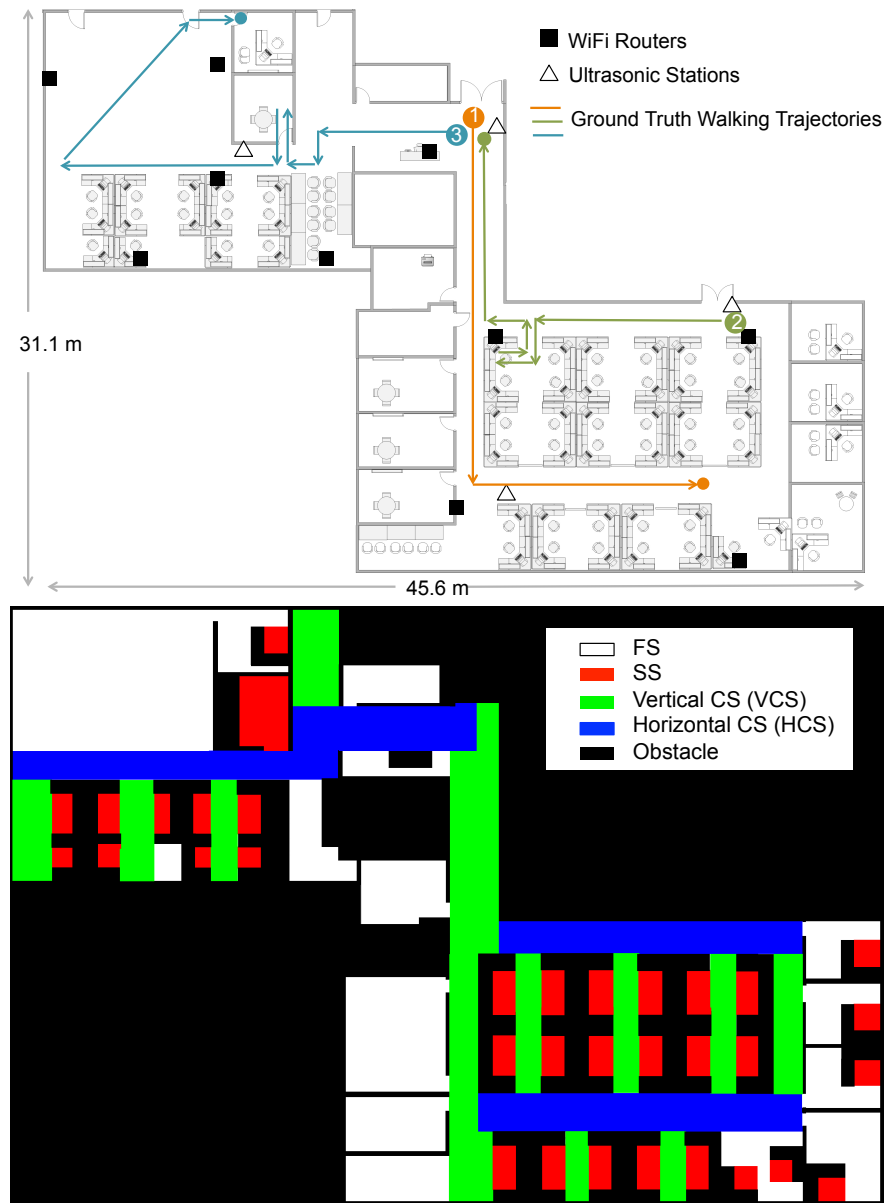 WiFi Routers
Ultrasonic Stations
Ground Truth Walking Trajectories
1
3
2
31.1 m
45.6 m
FS
SS
Vertical CS (VCS)
Horizontal CS (HCS)
Obstacle